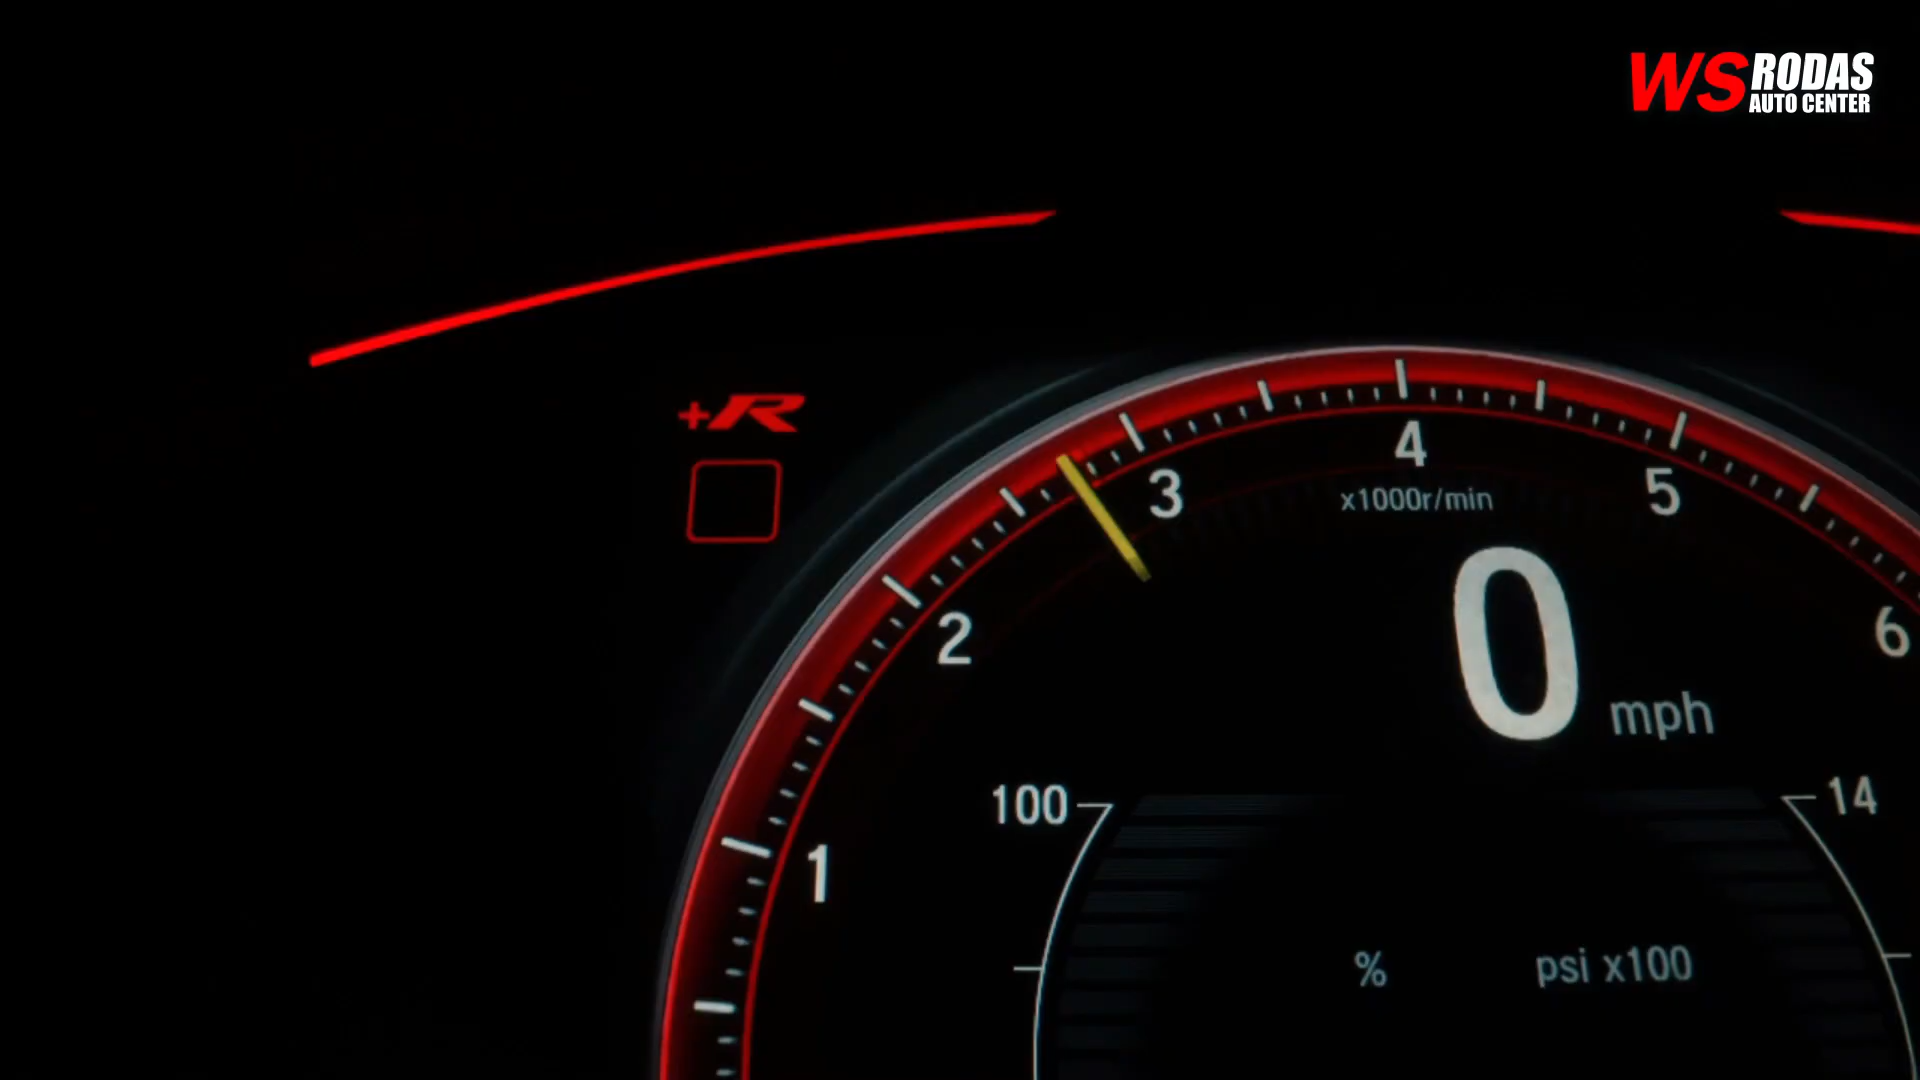 WS RODAS
AUTO CENTER
+R
4
3
5
x1000r/min
2
6
0 mph
100
14
1
%
psi x100